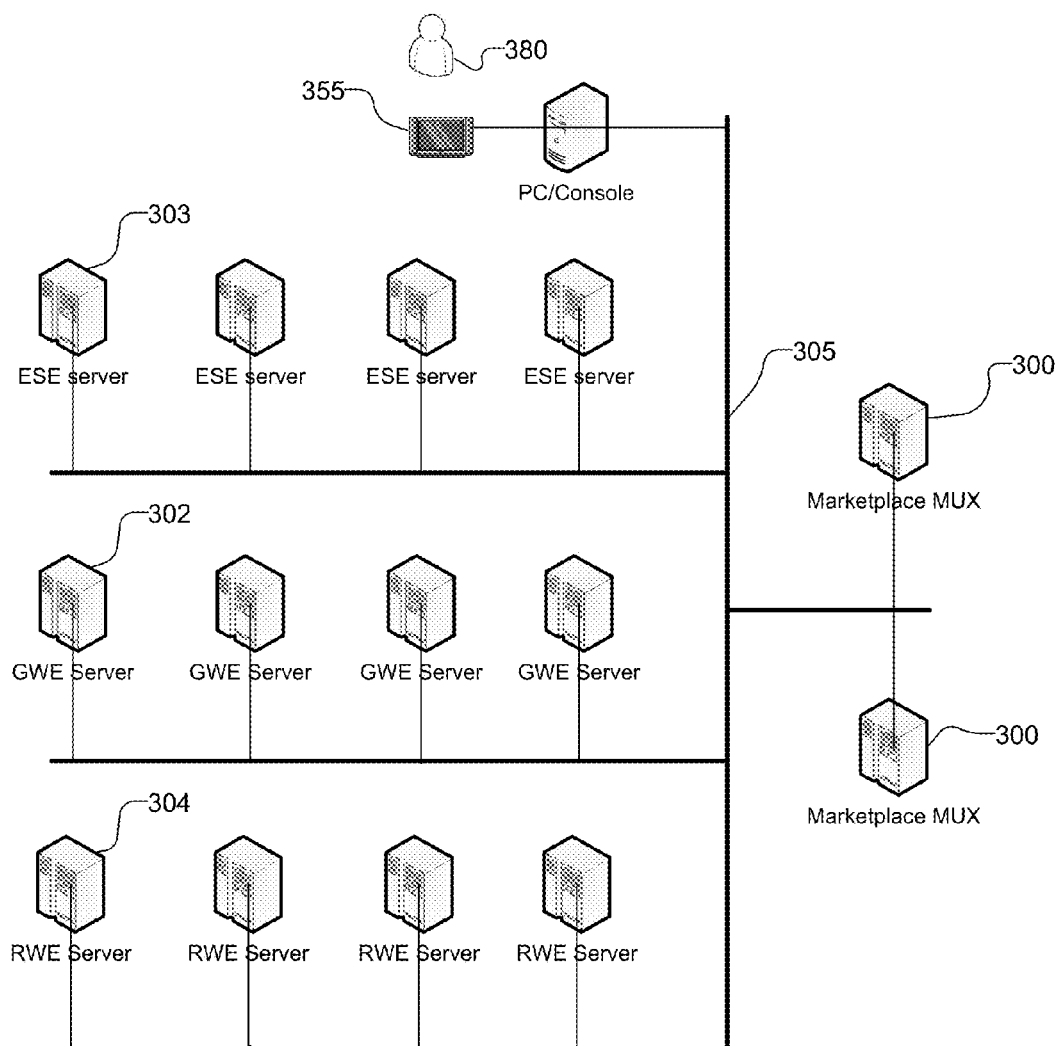 380
355
PC/Console
303
ESE server
ESE server
ESE server
ESE server
305
300
Marketplace MUX
302
GWE Server
GWE Server
GWE Server
GWE Server
300
Marketplace MUX
304
RWE Server
RWE Server
RWE Server
RWE Server